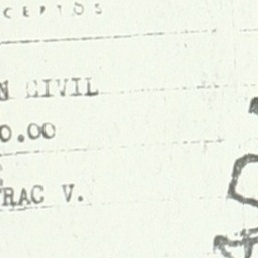 CEPTOS
N CIVIL
0.00
RAC V.